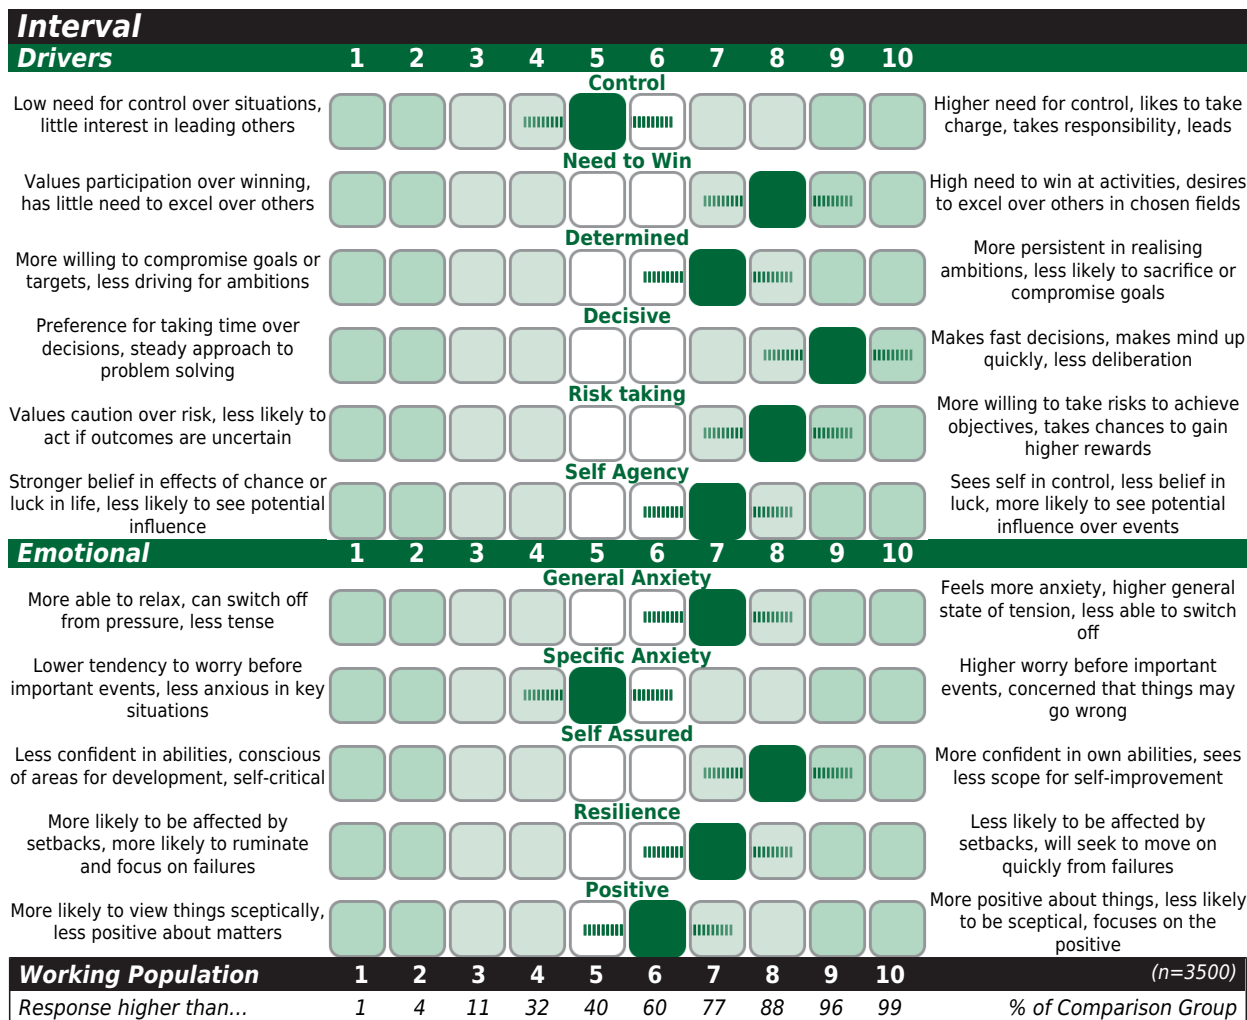 Interval
Drivers 1 2 3 4 5 6 7 8 9 10
Control
Low need for control over situations,
little interest in leading others
Higher need for control, likes to take
charge, takes responsibility, leads
Need to Win
Values participation over winning,
has little need to excel over others
High need to win at activities, desires
to excel over others in chosen fields
Determined
More willing to compromise goals or
targets, less driving for ambitions
More persistent in realising
ambitions, less likely to sacrifice or
compromise goals
Decisive
Preference for taking time over
decisions, steady approach to
problem solving
Makes fast decisions, makes mind up
quickly, less deliberation
Risk taking
Values caution over risk, less likely to
act if outcomes are uncertain
More willing to take risks to achieve
objectives, takes chances to gain
higher rewards
Self Agency
Stronger belief in effects of chance or
luck in life, less likely to see potential
influence
Sees self in control, less belief in
luck, more likely to see potential
influence over events
Emotional 1 2 3 4 5 6 7 8 9 10
General Anxiety
More able to relax, can switch off
from pressure, less tense
Feels more anxiety, higher general
state of tension, less able to switch
off
Specific Anxiety
Lower tendency to worry before
important events, less anxious in key
situations
Higher worry before important
events, concerned that things may
go wrong
Self Assured
Less confident in abilities, conscious
of areas for development, self-critical
More confident in own abilities, sees
less scope for self-improvement
Resilience
More likely to be affected by
setbacks, more likely to ruminate
and focus on failures
Less likely to be affected by
setbacks, will seek to move on
quickly from failures
Positive
More likely to view things sceptically,
less positive about matters
More positive about things, less likely
to be sceptical, focuses on the
positive
Working Population 1 2 3 4 5 6 7 8 9 10 (n=3500)
Response higher than... 1 4 11 32 40 60 77 88 96 99 % of Comparison Group